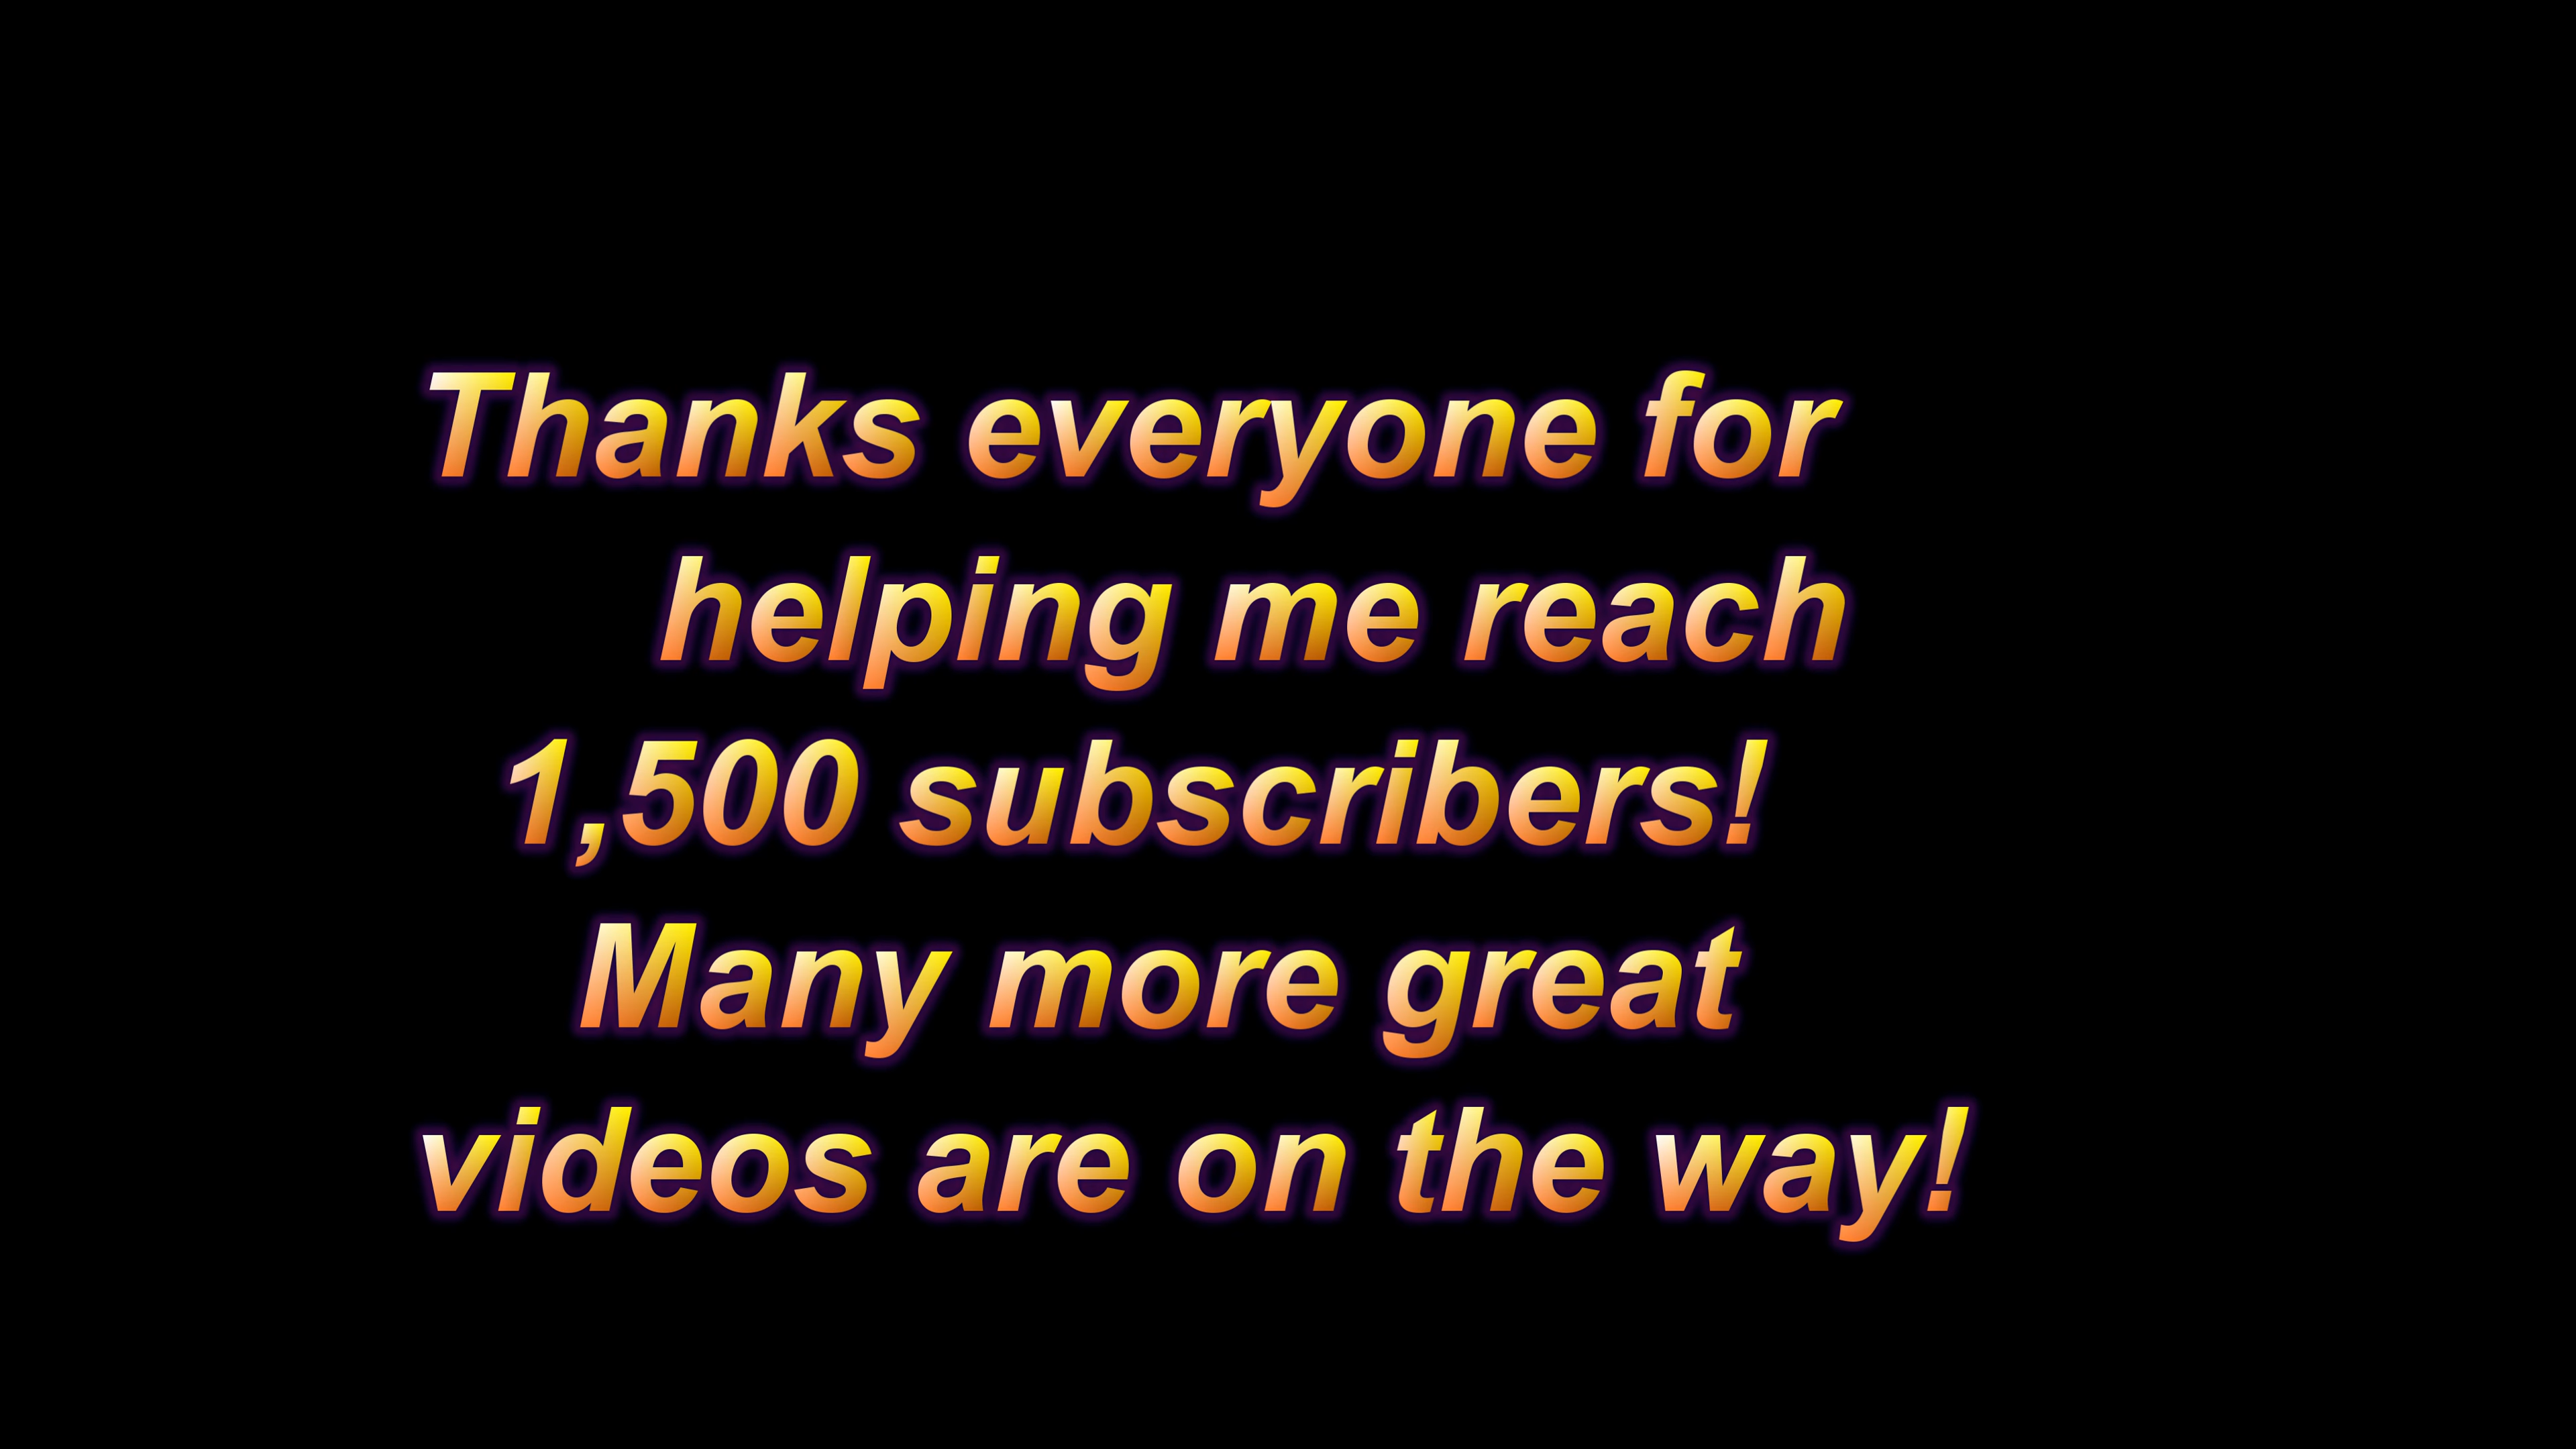 Thanks everyone for
helping me reach
1,500 subscribers!
Many more great
videos are on the way!